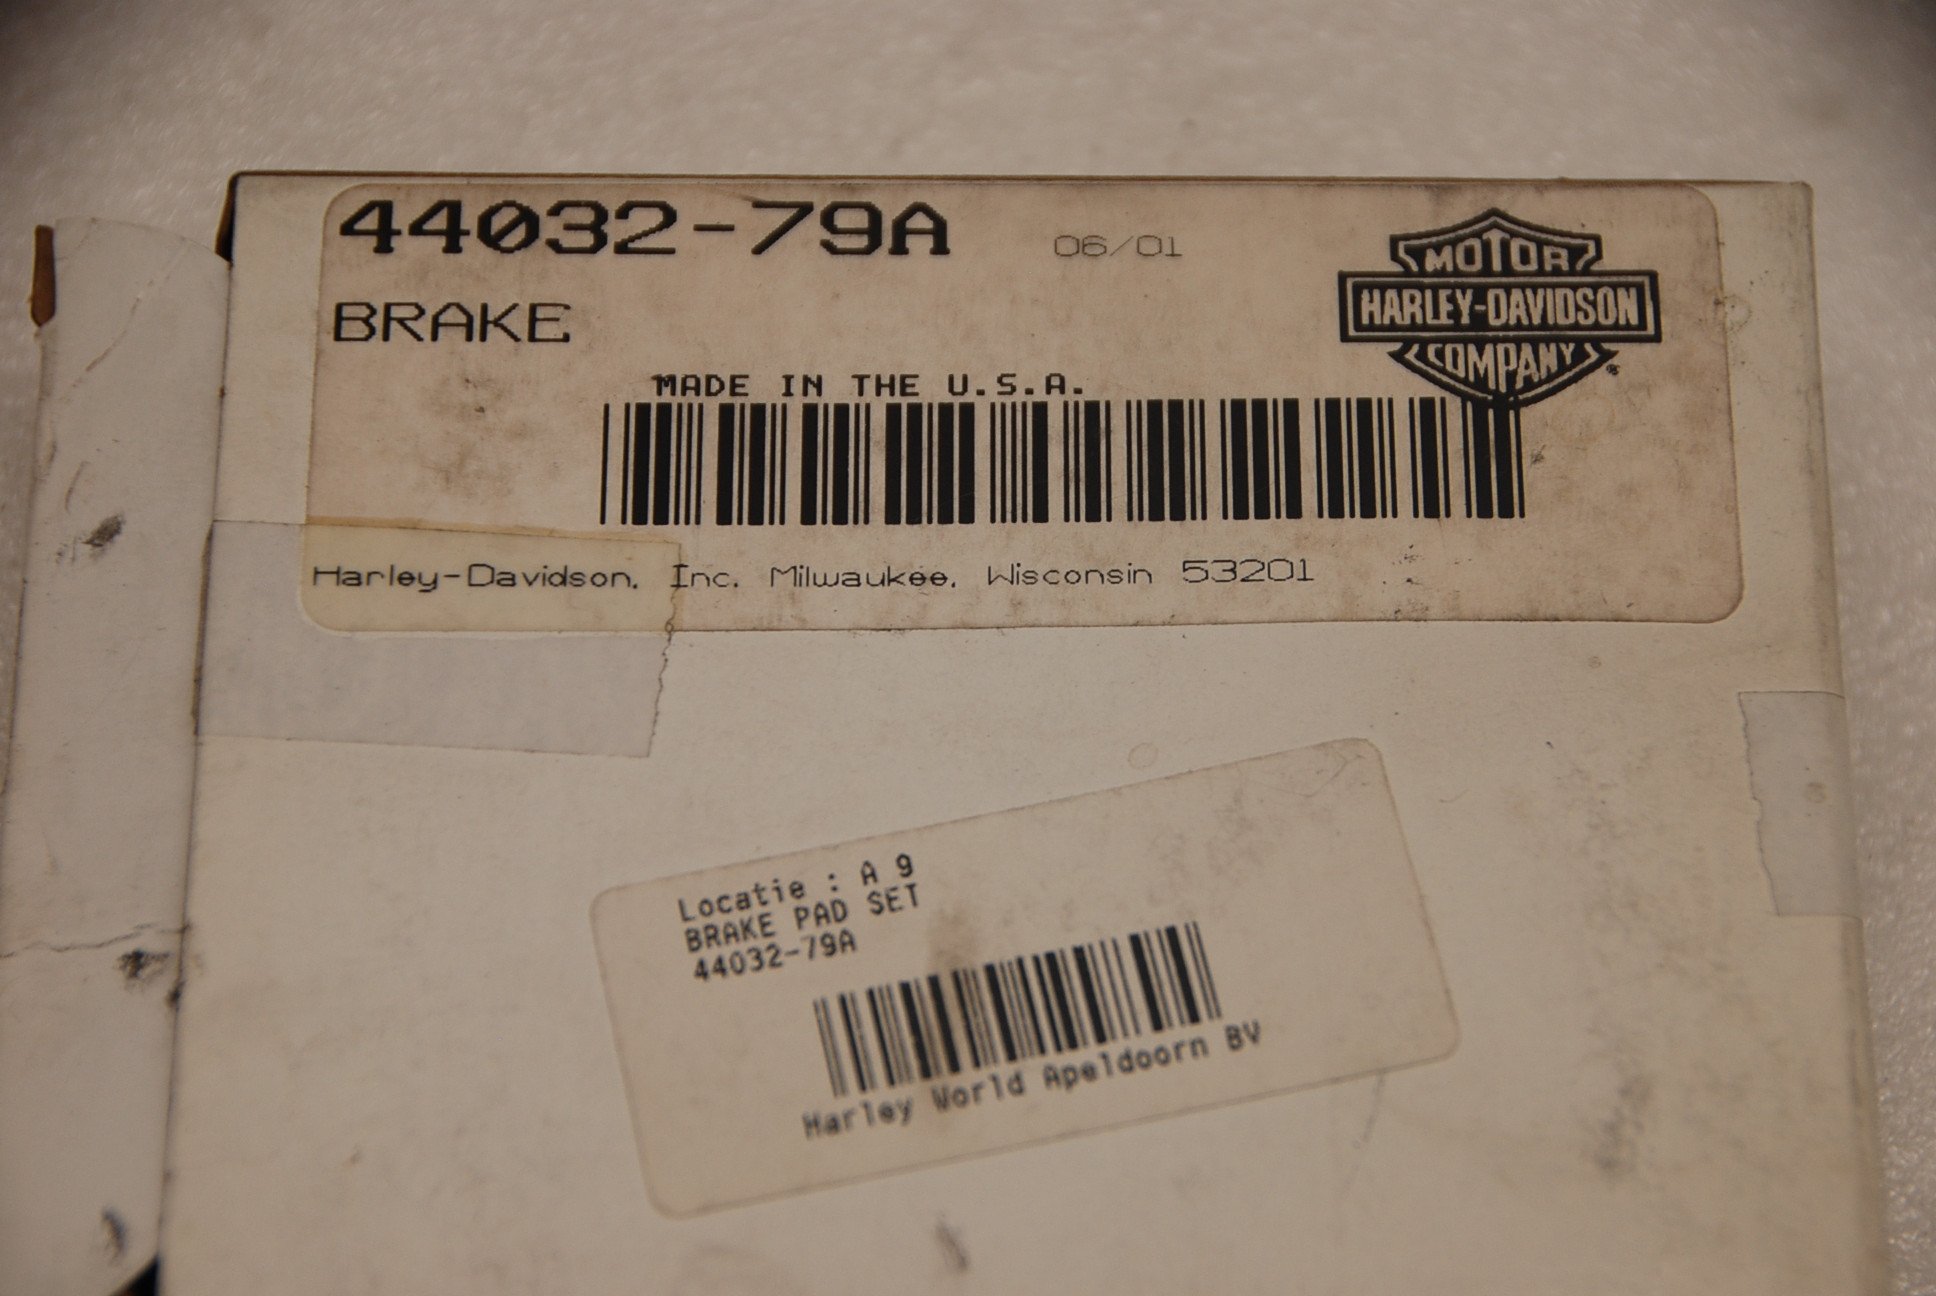 44032-79A
06/01
BRAKE
MOTOR
HARLEY-DAVIDSON
COMPANY
®
MADE IN THE U.S.A.
Harley-Davidson, Inc. Milwaukee, Wisconsin 53201
Locatie : A 9
BRAKE PAD SET
44032-79A
Harley World Apeldoorn BV